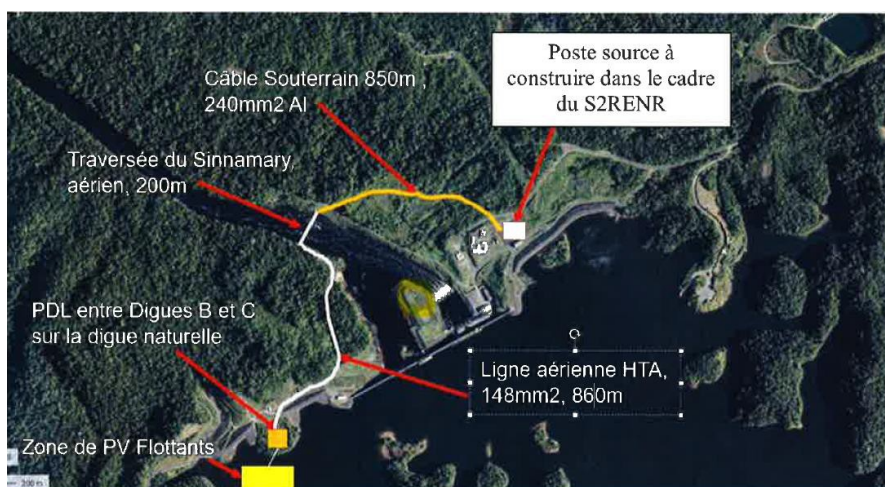 Poste source à
construire dans le cadre
du S2RENR
Câble Souterrain 850m ,
240mm2 Al
Traversée du Sinnamary,
aérien, 200m
PDL entre Digues B et C
sur la digue naturelle
Ligne aérienne HTA,
148mm2, 860m
Zone de PV Flottants
200 m